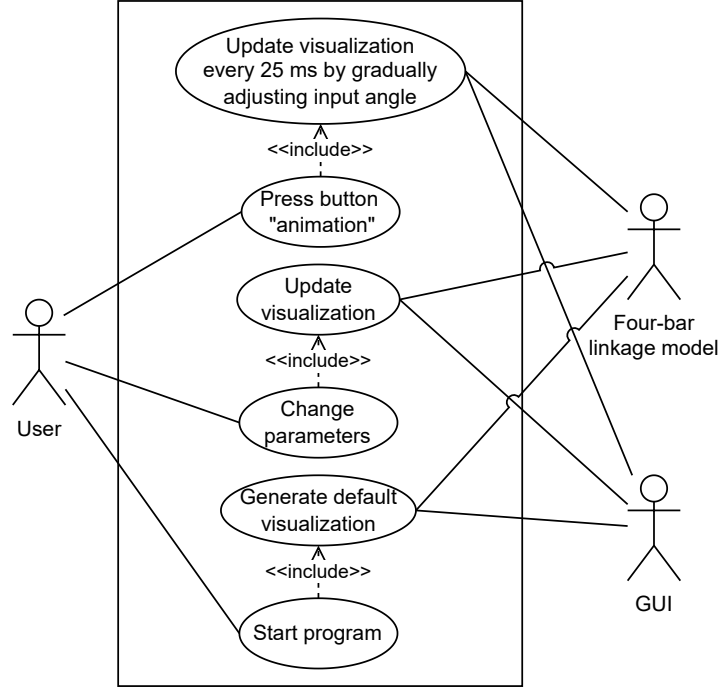 Update visualization
every 25 ms by gradually
adjusting input angle
<<include>>
Press button
"animation"
Update
visualization
<<include>>
Change
parameters
Generate default
visualization
<<include>>
Start program
User
Four-bar
linkage model
GUI